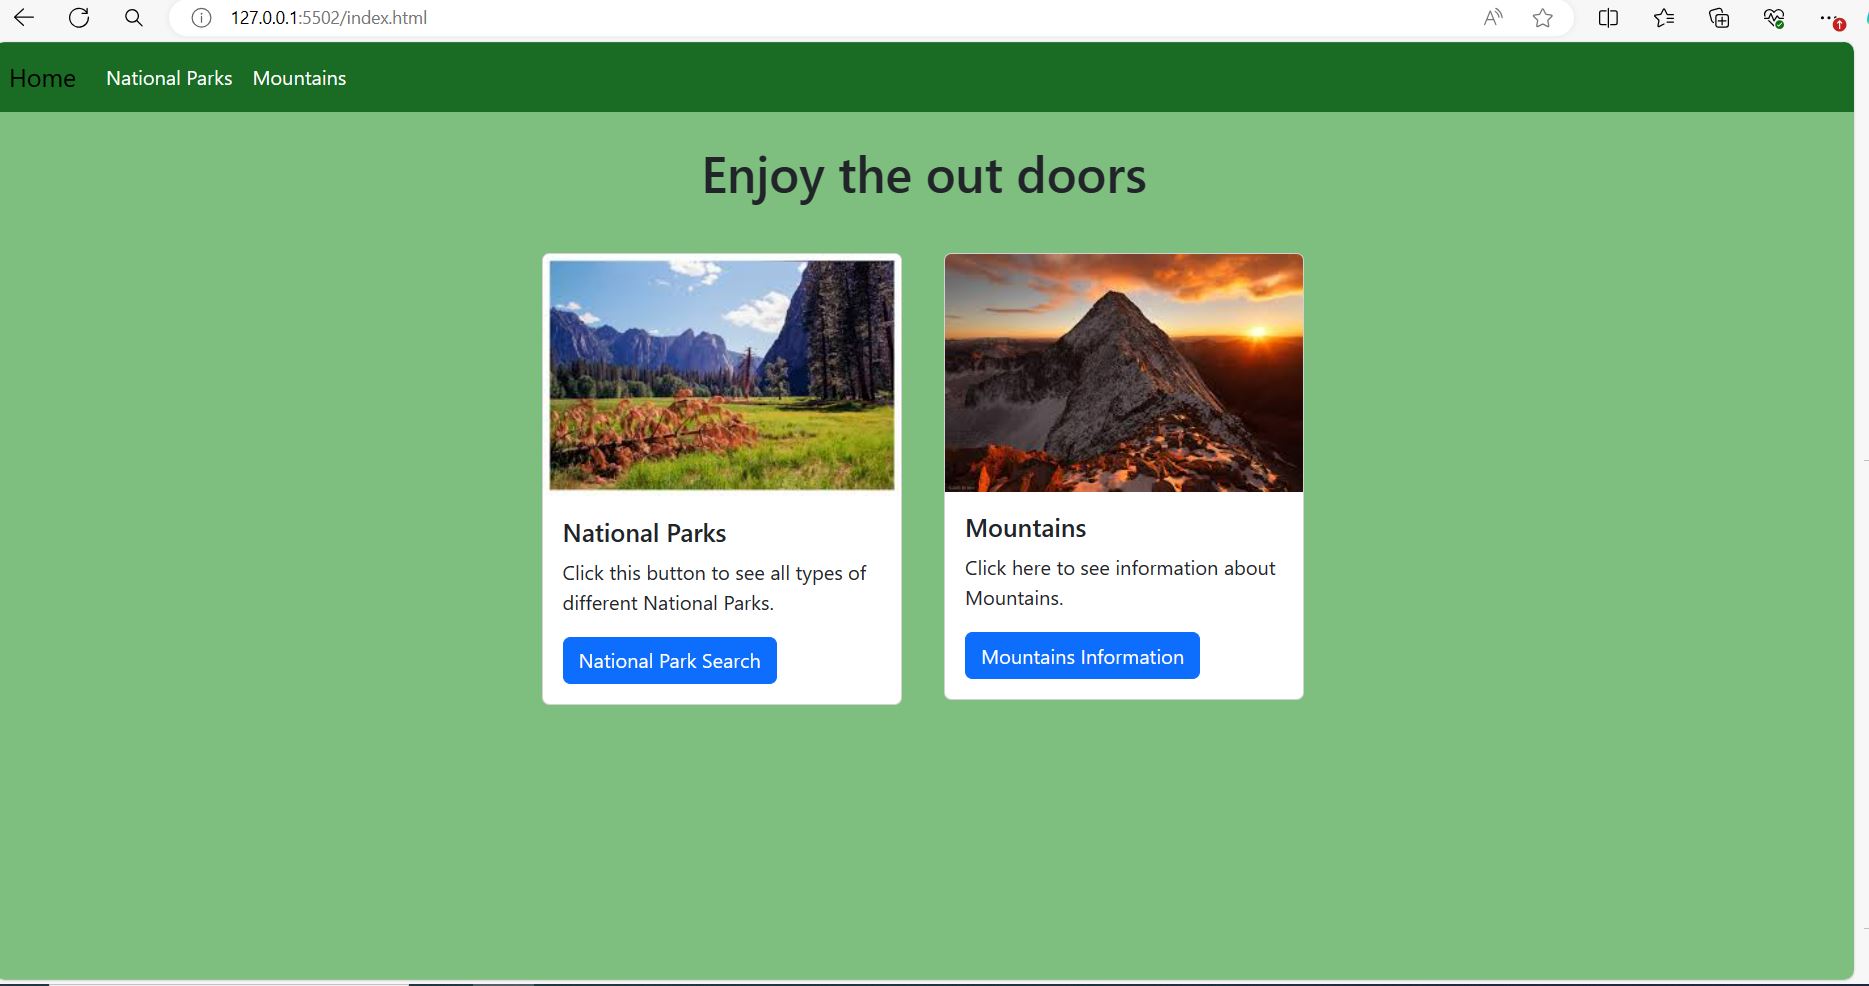 127.0.0.1:5502/index.html
Home National Parks Mountains
Enjoy the out doors
National Parks
Click this button to see all types of
different National Parks.
National Park Search
Mountains
Click here to see information about
Mountains.
Mountains Information